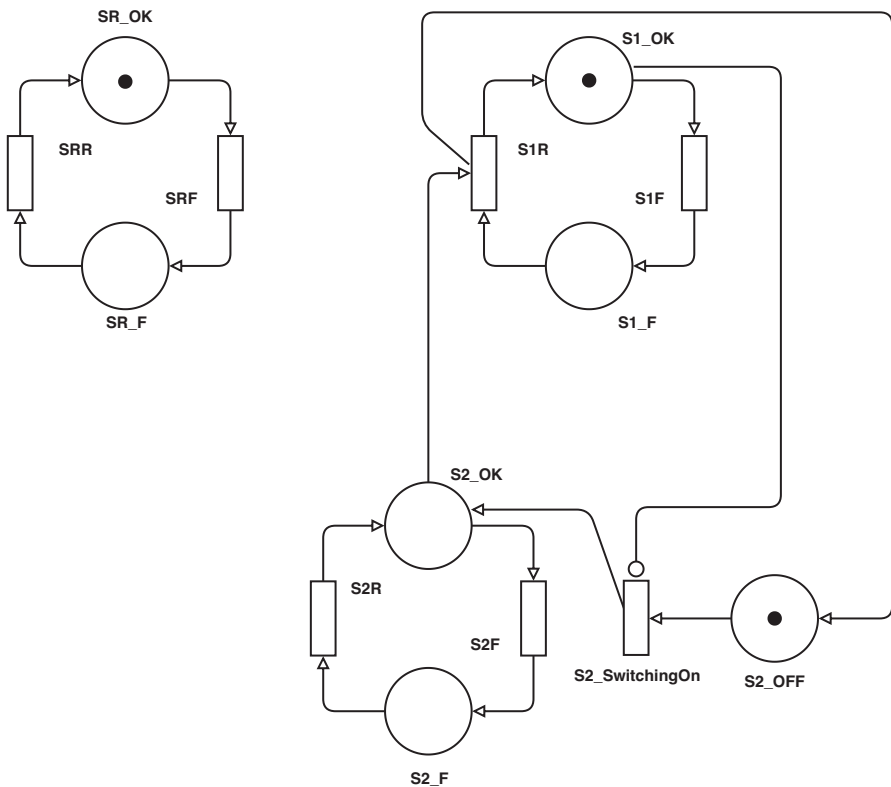 SR_OK
SRR
SRF
SR_F
S1_OK
S1R
S1F
S1_F
S2_OK
S2R
S2F
S2_SwitchingOn
S2_OFF
S2_F